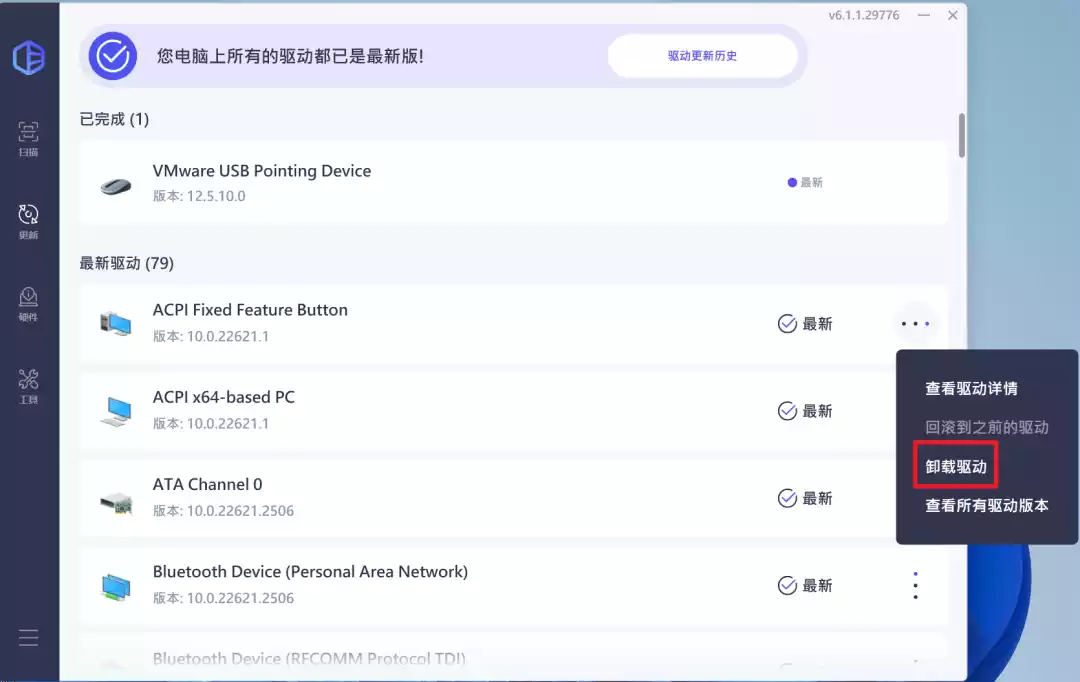 v6.1.1.29776
您电脑上所有的驱动都已是最新版!
驱动更新历史
扫描
更新
硬件
工具
已完成 (1)
VMware USB Pointing Device
版本: 12.5.10.0
最新
最新驱动 (79)
ACPI Fixed Feature Button
版本: 10.0.22621.1
最新
ACPI x64-based PC
版本: 10.0.22621.1
最新
ATA Channel 0
版本: 10.0.22621.2506
最新
Bluetooth Device (Personal Area Network)
版本: 10.0.22621.2506
最新
Bluetooth Device (RFCOMM Protocol TDI)
查看驱动详情
回滚到之前的驱动
卸载驱动
查看所有驱动版本